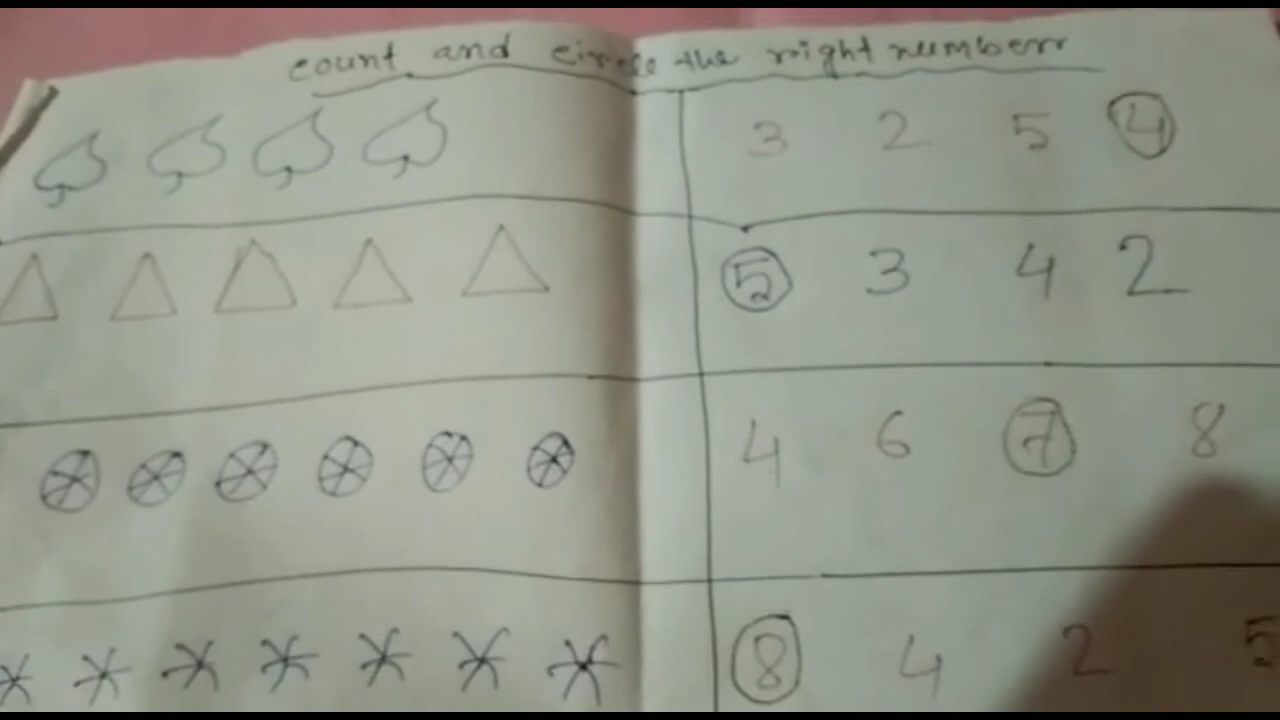 count and circle the right numberr
3 2 5 4
5 3 4 2
4 6 7 8
8 4 2 5